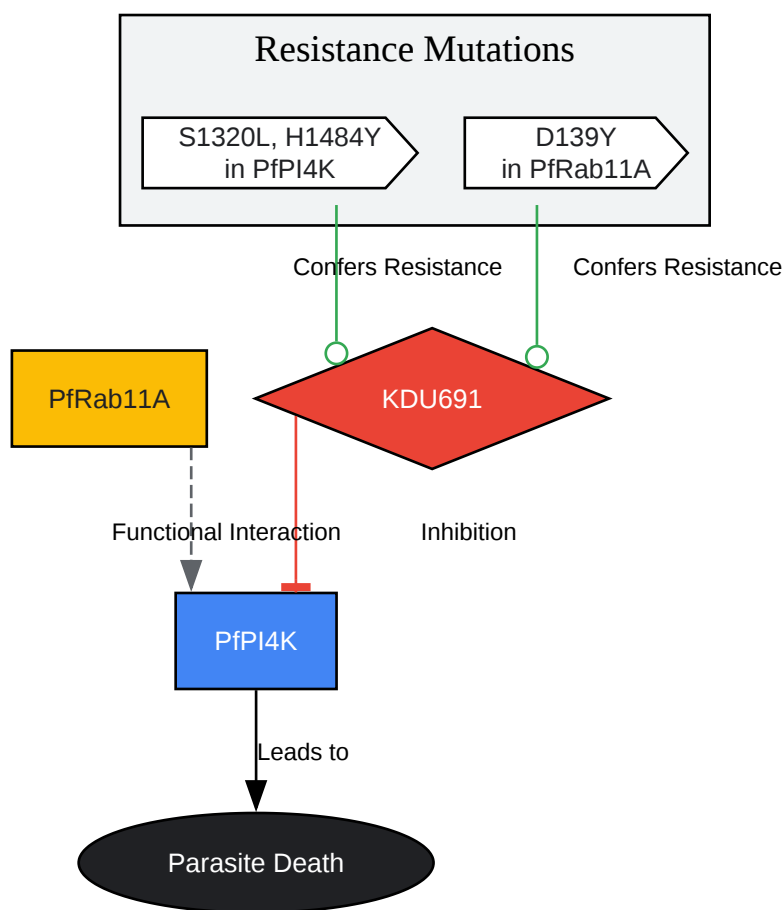 Resistance Mutations
S1320L, H1484Y
in PfPI4K
D139Y
in PfRab11A
Confers Resistance
Confers Resistance
PfRab11A
KDU691
Functional Interaction
Inhibition
PfPI4K
Leads to
Parasite Death